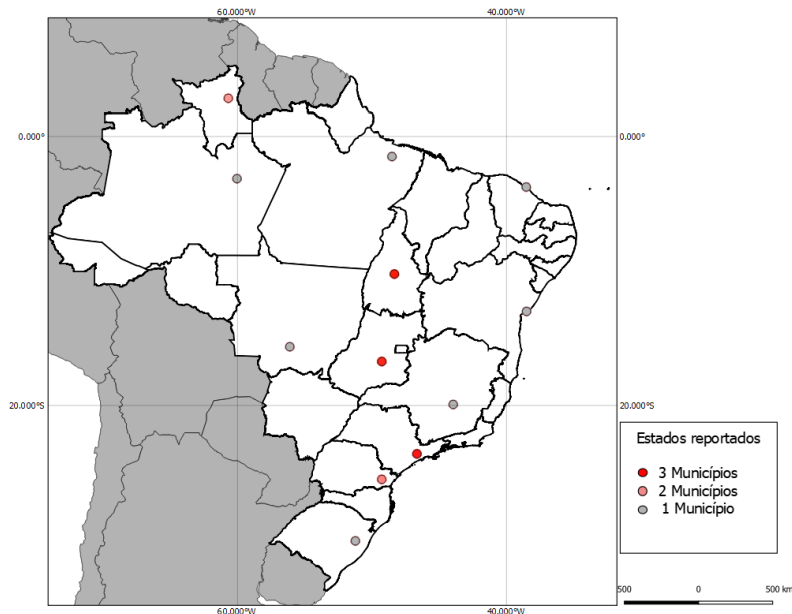 60.000°W 40.000°W
0.000° 0.000°
20.000°S 20.000°S
Estados reportados
3 Municípios
2 Municípios
1 Município
60.000°W 40.000°W
500 0 500 km